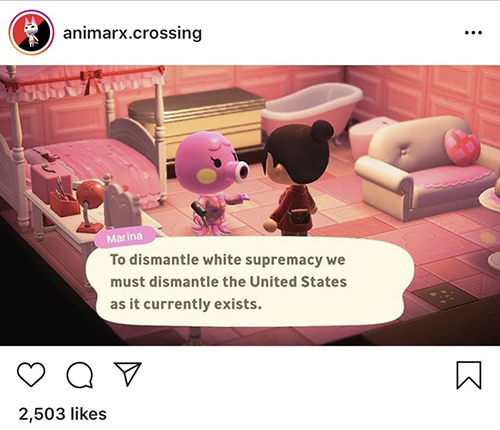 animarx.crossing
Marina
To dismantle white supremacy we
must dismantle the United States
as it currently exists.
2,503 likes